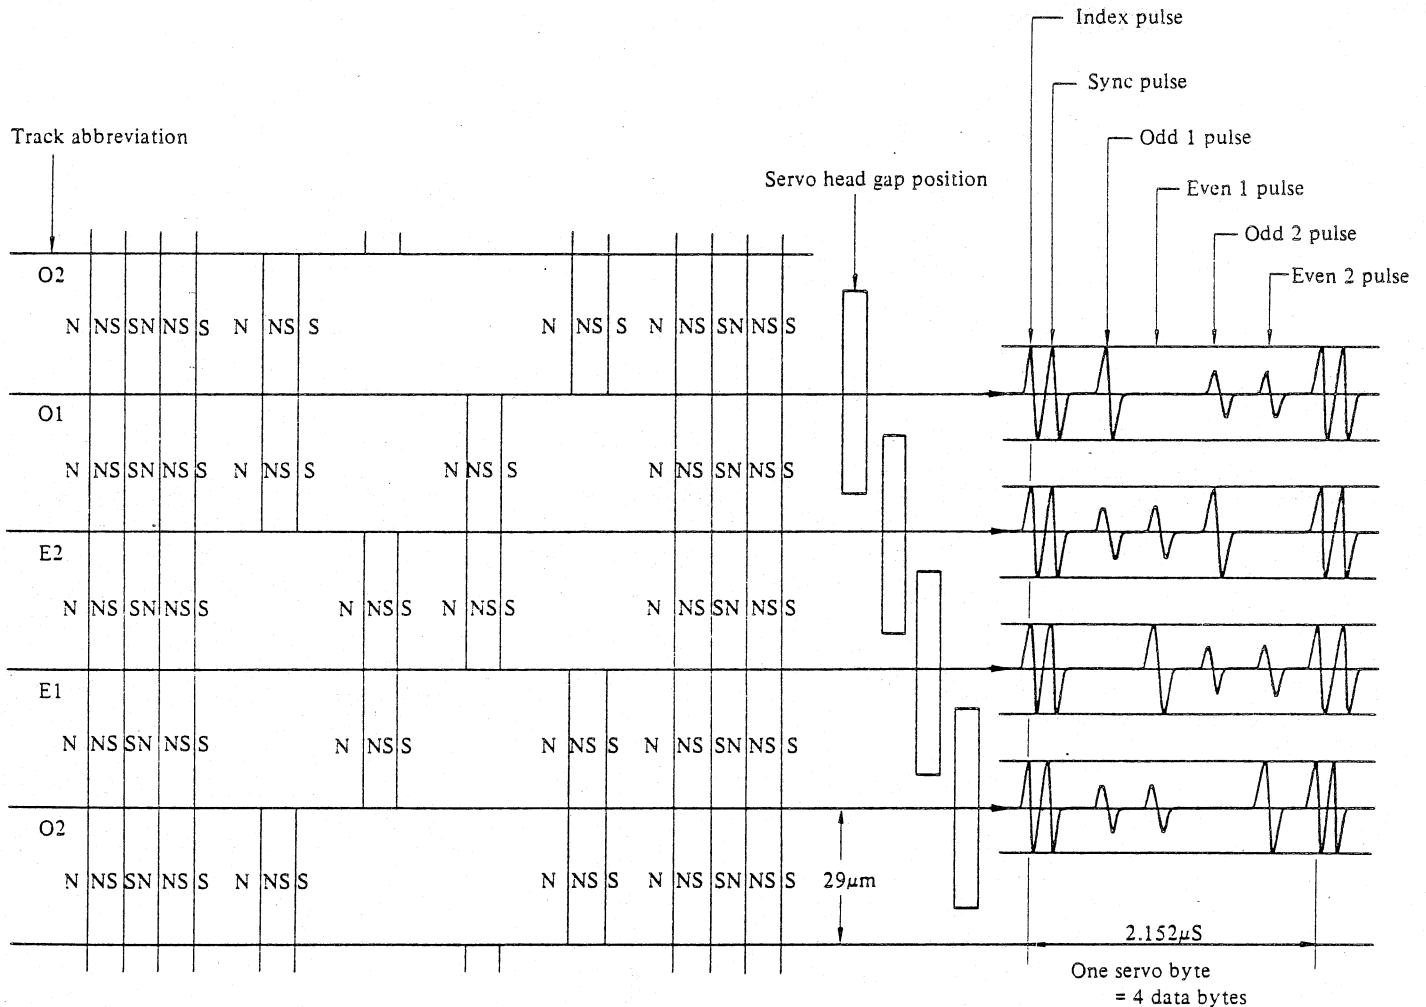 Index pulse
Sync pulse
Track abbreviation
Odd 1 pulse
Servo head gap position
Even 1 pulse
Odd 2 pulse
Even 2 pulse
O2
N NS SN NS S N NS S N NS S N NS SN NS S
O1
N NS SN NS S N NS S N NS S N NS SN NS S
E2
N NS SN NS S N NS S N NS S N NS SN NS S
E1
N NS SN NS S N NS S N NS S N NS SN NS S
O2
N NS SN NS S N NS S N NS S N NS SN NS S
29μm
2.152μS
One servo byte
= 4 data bytes